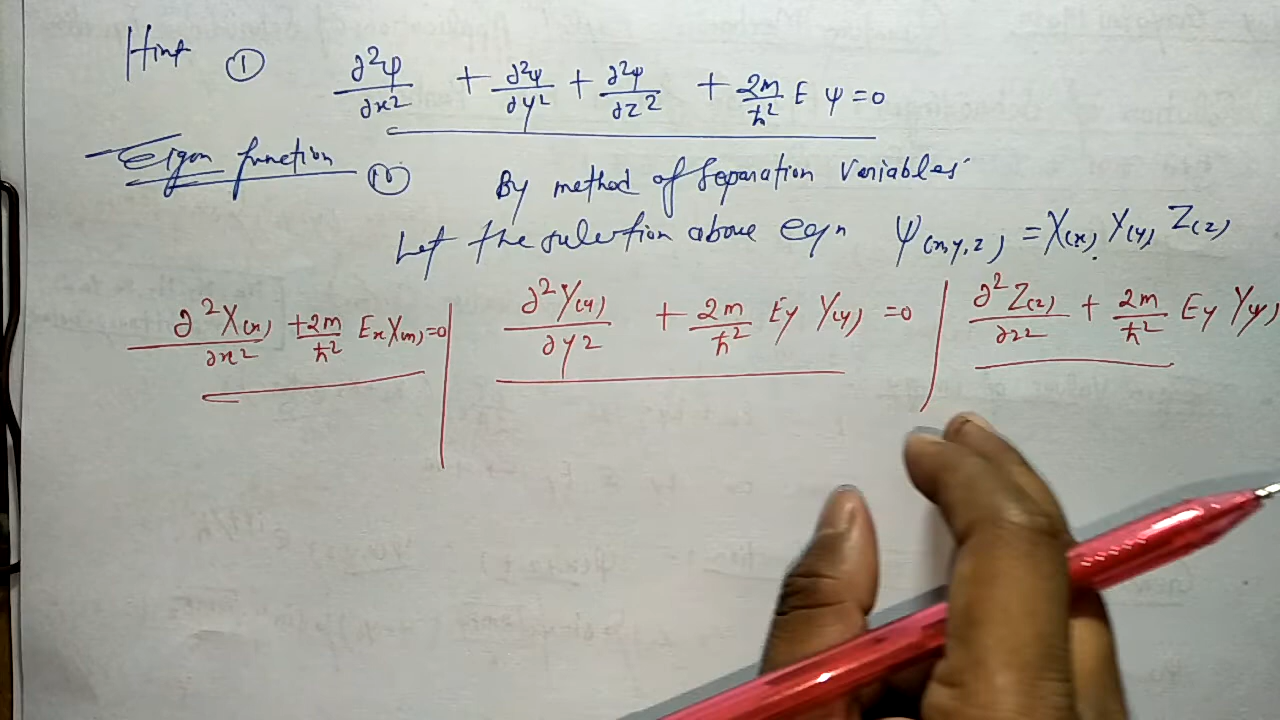 Hint ① ∂²ψ/∂x² + ∂²ψ/∂y² + ∂²ψ/∂z² + 2m/ħ² E ψ = 0
Eigen function By method of Separation Variables
Let the solution above eqn ψ(x,y,z) = X(x) Y(y) Z(z)
∂²X(x)/∂x² + 2m/ħ² Ex X(x) = 0 | ∂²Y(y)/∂y² + 2m/ħ² Ey Y(y) = 0 | ∂²Z(z)/∂z² + 2m/ħ² Ey Y(y)